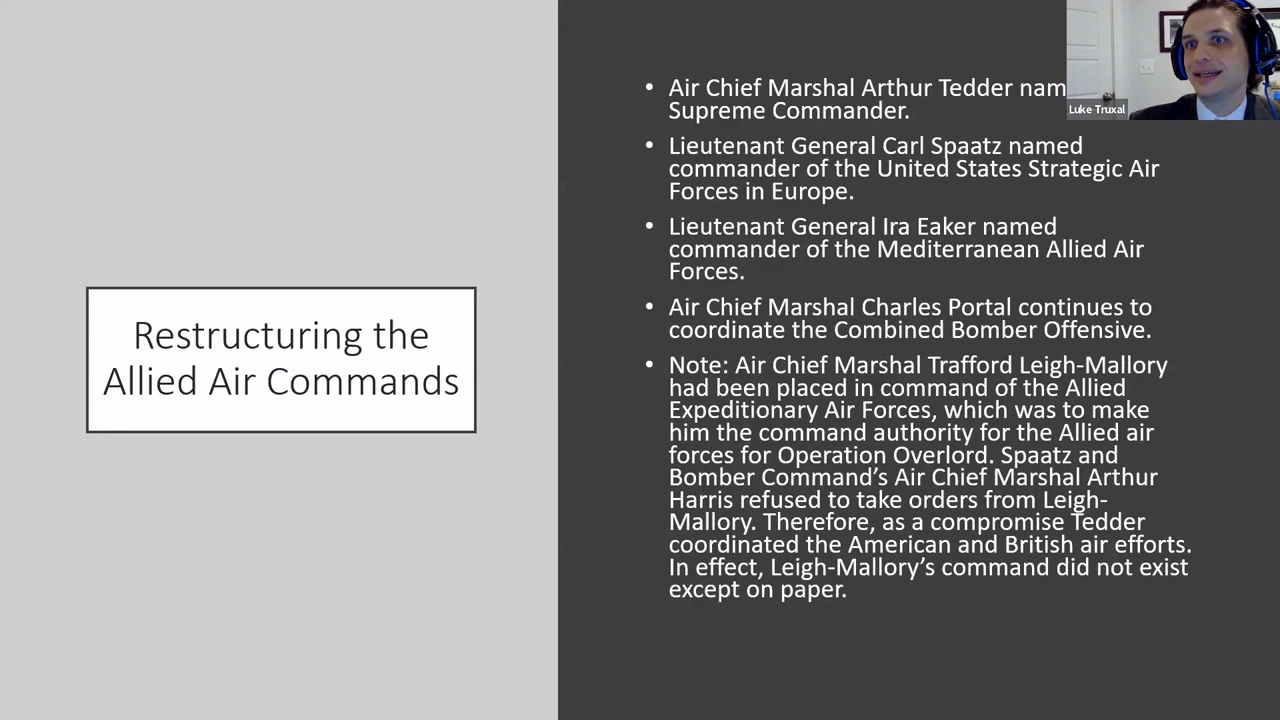 Restructuring the
Allied Air Commands
• Air Chief Marshal Arthur Tedder
Supreme Commander.
• Lieutenant General Carl Spaatz named
commander of the United States Strategic Air
Forces in Europe.
• Lieutenant General Ira Eaker named
commander of the Mediterranean Allied Air
Forces.
• Air Chief Marshal Charles Portal continues to
coordinate the Combined Bomber Offensive.
• Note: Air Chief Marshal Trafford Leigh-Mallory
had been placed in command of the Allied
Expeditionary Air Forces, which was to make
him the command authority for the Allied air
forces for Operation Overlord. Spaatz and
Bomber Command’s Air Chief Marshal Arthur
Harris refused to take orders from Leigh-
Mallory. Therefore, as a compromise Tedder
coordinated the American and British air efforts.
In effect, Leigh-Mallory’s command did not exist
except on paper.
Luke Truxal